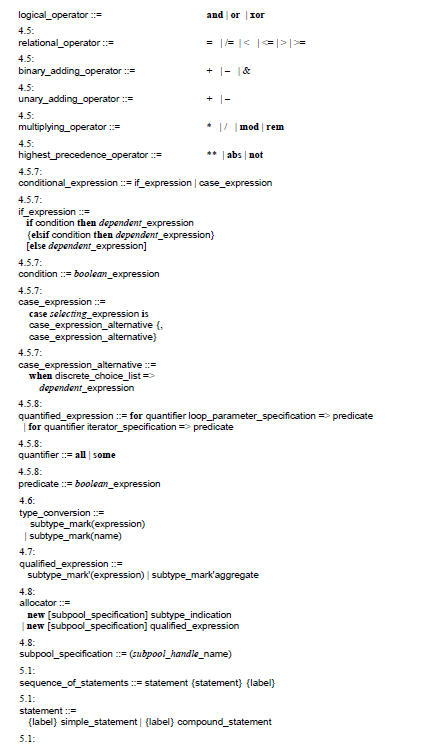 logical_operator ::= and | or | xor
4.5:
relational_operator ::= = | /= | < | <= | > | >=
4.5:
binary_adding_operator ::= + | – | &
4.5:
unary_adding_operator ::= + | –
4.5:
multiplying_operator ::= * | / | mod | rem
4.5:
highest_precedence_operator ::= ** | abs | not
4.5.7:
conditional_expression ::= if_expression | case_expression
4.5.7:
if_expression ::=
if condition then dependent_expression
{elsif condition then dependent_expression}
[else dependent_expression]
4.5.7:
condition ::= boolean_expression
4.5.7:
case_expression ::=
case selecting_expression is
case_expression_alternative {,
case_expression_alternative}
4.5.7:
case_expression_alternative ::=
when discrete_choice_list =>
dependent_expression
4.5.8:
quantified_expression ::= for quantifier loop_parameter_specification => predicate
| for quantifier iterator_specification => predicate
4.5.8:
quantifier ::= all | some
4.5.8:
predicate ::= boolean_expression
4.6:
type_conversion ::=
subtype_mark(expression)
| subtype_mark(name)
4.7:
qualified_expression ::=
subtype_mark'(expression) | subtype_mark'aggregate
4.8:
allocator ::=
new [subpool_specification] subtype_indication
| new [subpool_specification] qualified_expression
4.8:
subpool_specification ::= (subpool_handle_name)
5.1:
sequence_of_statements ::= statement {statement} {label}
5.1:
statement ::=
{label} simple_statement | {label} compound_statement
5.1: